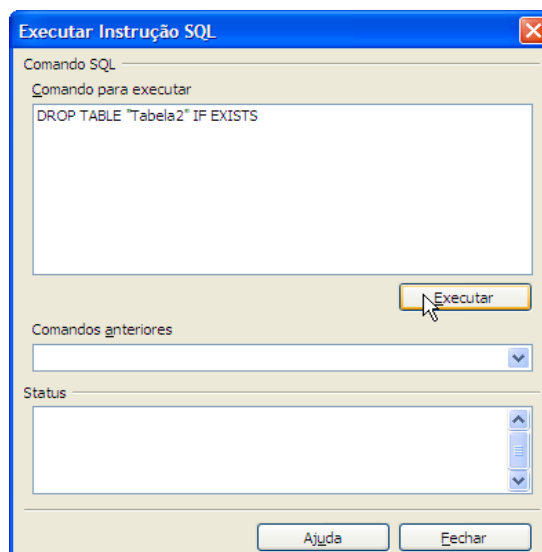 Executar Instrução SQL
Comando SQL
Comando para executar
DROP TABLE "Tabela2" IF EXISTS
Executar
Comandos anteriores
Status
Ajuda Fechar